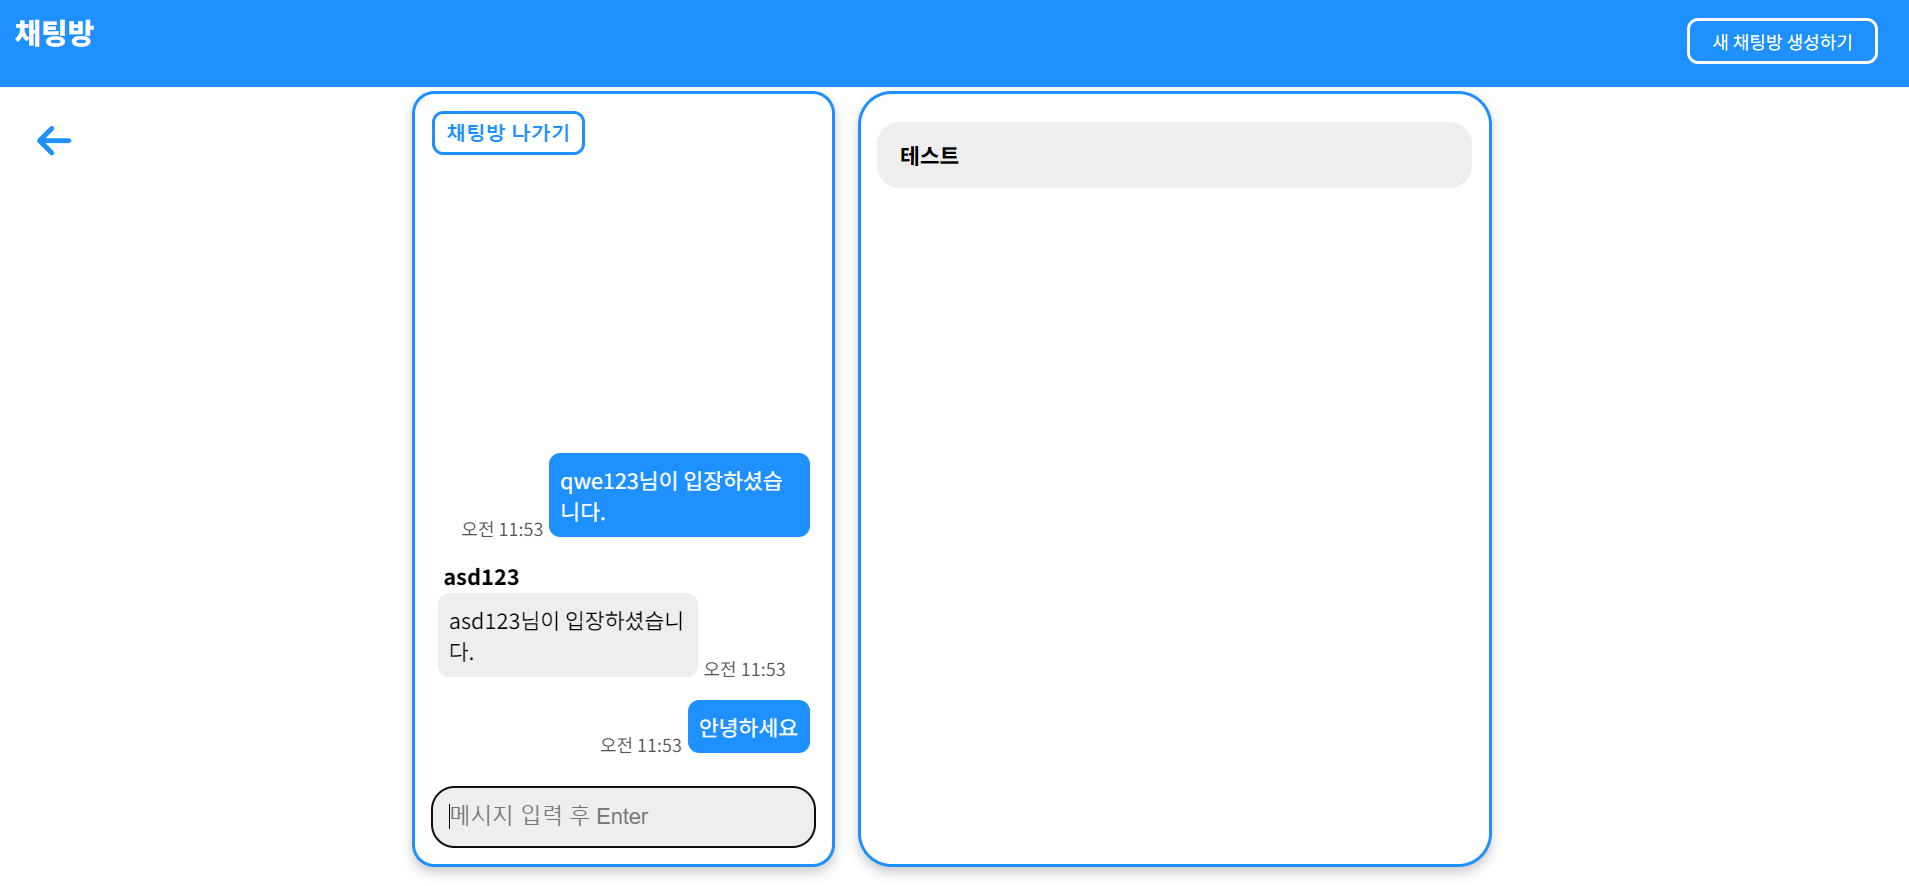 채팅방
새 채팅방 생성하기
채팅방 나가기
qwe123님이 입장하셨습
니다.
오전 11:53
asd123
asd123님이 입장하셨습니
다.
오전 11:53
안녕하세요
오전 11:53
메시지 입력 후 Enter
테스트